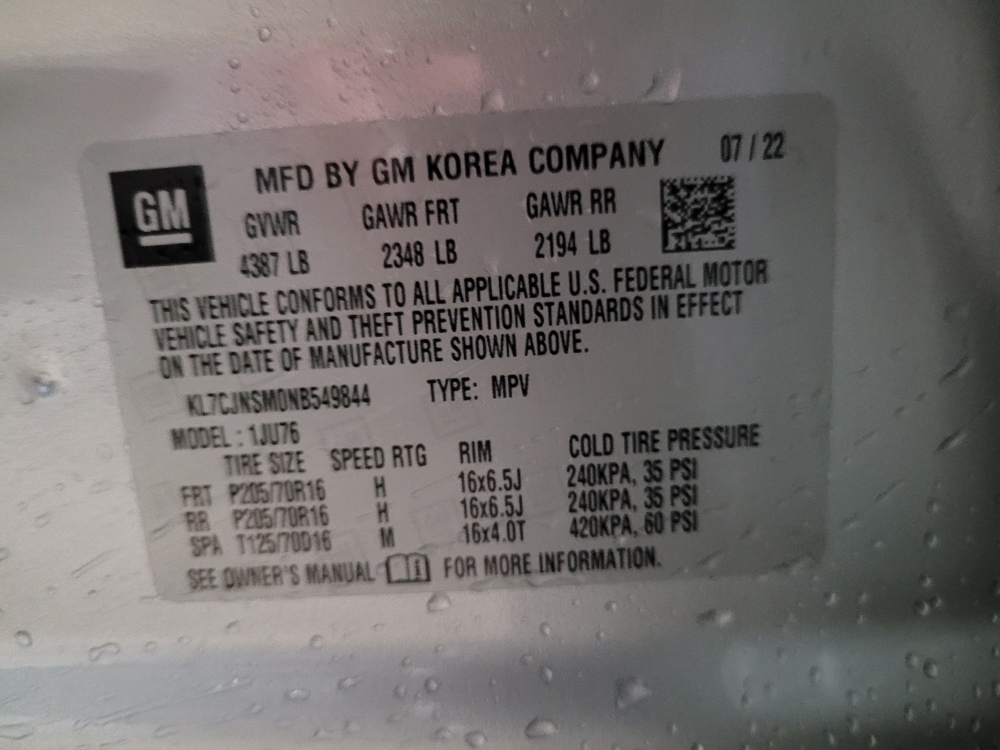 MFD BY GM KOREA COMPANY 07 / 22
GM
GVWR GAWR FRT GAWR RR
4387 LB 2348 LB 2194 LB
THIS VEHICLE CONFORMS TO ALL APPLICABLE U.S. FEDERAL MOTOR
VEHICLE SAFETY AND THEFT PREVENTION STANDARDS IN EFFECT
ON THE DATE OF MANUFACTURE SHOWN ABOVE.
KL7CJNSM0NB549844 TYPE: MPV
MODEL : 1JU76
TIRE SIZE SPEED RTG RIM COLD TIRE PRESSURE
FRT P205/70R16 H 16x6.5J 240KPA, 35 PSI
RR P205/70R16 H 16x6.5J 240KPA, 35 PSI
SPA T125/70D16 M 16x4.0T 420KPA, 60 PSI
SEE OWNER'S MANUAL FOR MORE INFORMATION.